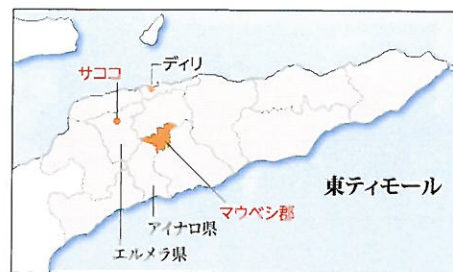 ディリ
サココ
東ティモール
マウベシ郡
アイナロ県
エルメラ県